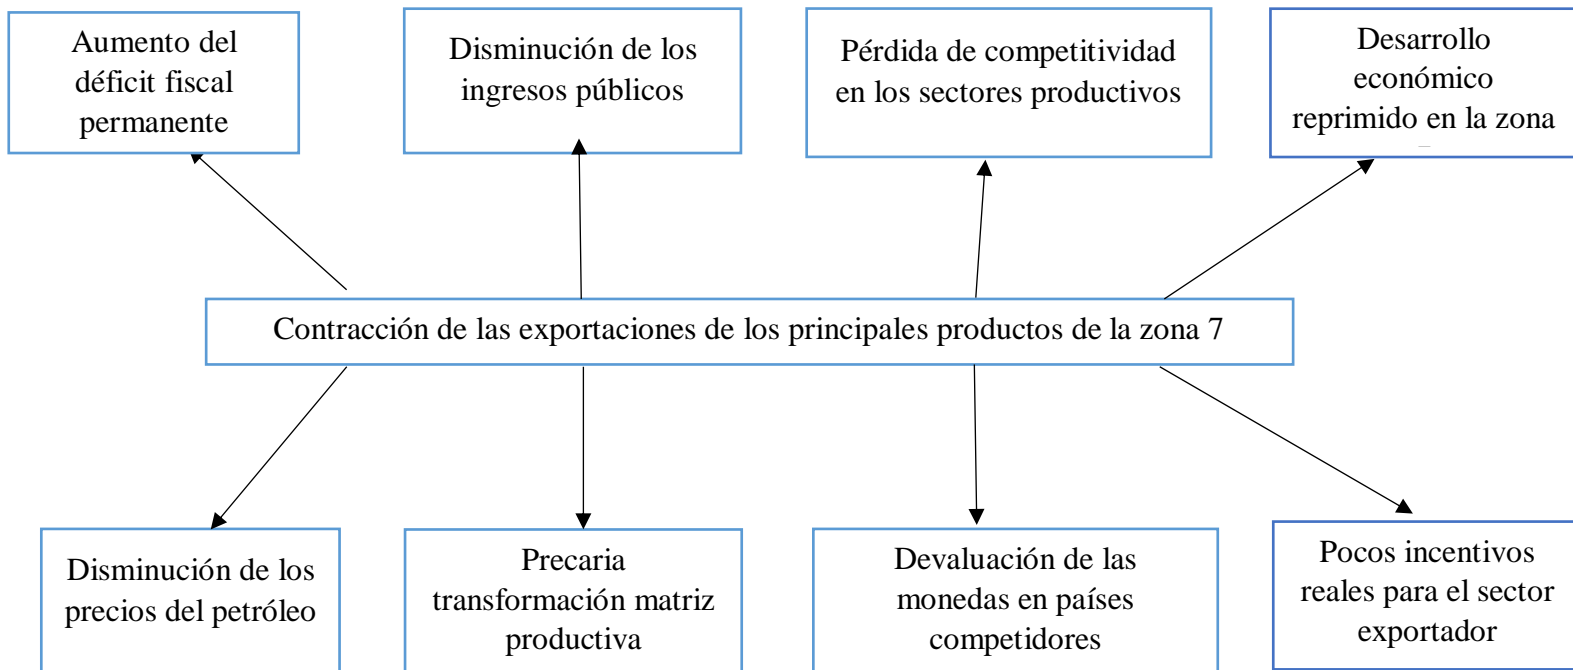 Aumento del
déficit fiscal
permanente
Disminución de los
ingresos públicos
Pérdida de competitividad
en los sectores productivos
Desarrollo
económico
reprimido en la zona
Contracción de las exportaciones de los principales productos de la zona 7
Disminución de los
precios del petróleo
Precaria
transformación matriz
productiva
Devaluación de las
monedas en países
competidores
Pocos incentivos
reales para el sector
exportador